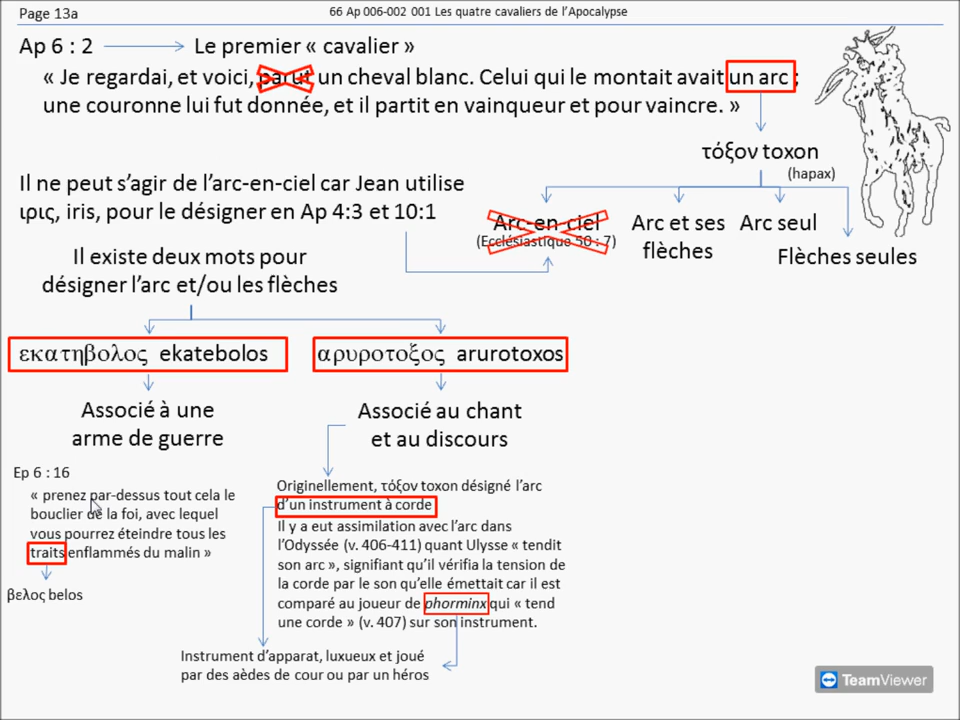 Page 13a
66 Ap 006-002 001 Les quatre cavaliers de l’Apocalypse
Ap 6 : 2
Le premier « cavalier »
« Je regardai, et voici, parut un cheval blanc. Celui qui le montait avait un arc ;
une couronne lui fut donnée, et il partit en vainqueur et pour vaincre. »
τόξον toxon
(hapax)
Il ne peut s’agir de l’arc-en-ciel car Jean utilise
ιρις, iris, pour le désigner en Ap 4:3 et 10:1
Arc-en-ciel
(Ecclésiastique 50 : 7)
Arc et ses
flèches
Arc seul
Flèches seules
Il existe deux mots pour
désigner l’arc et/ou les flèches
εκατηβολος ekatebolos
αρυροτοξος arurotoxos
Associé à une
arme de guerre
Associé au chant
et au discours
Ep 6 : 16
« prenez par-dessus tout cela le
bouclier de la foi, avec lequel
vous pourrez éteindre tous les
traits enflammés du malin »
βελος belos
Originellement, τόξον toxon désigné l’arc
d’un instrument à corde
Il y a eut assimilation avec l’arc dans
l’Odyssée (v. 406-411) quant Ulysse « tendit
son arc », signifiant qu’il vérifia la tension de
la corde par le son qu’elle émettait car il est
comparé au joueur de phorminx qui « tend
une corde » (v. 407) sur son instrument.
Instrument d’apparat, luxueux et joué
par des aèdes de cour ou par un héros
TeamViewer